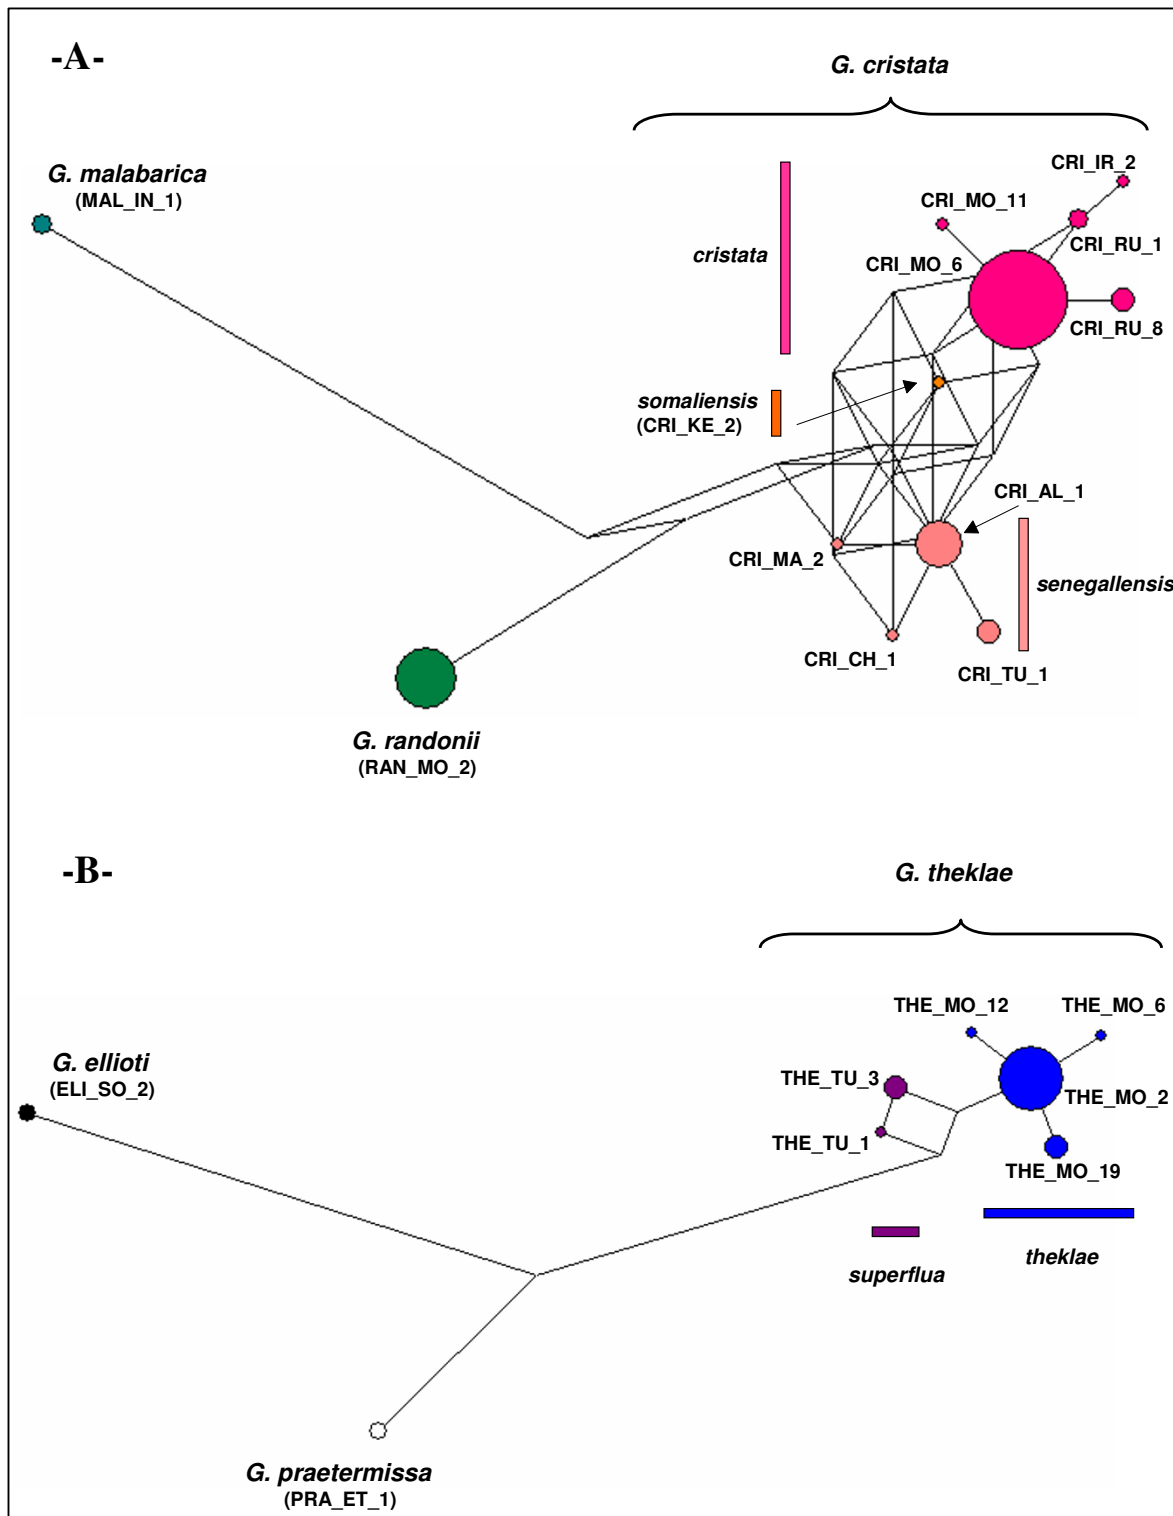 -A-
G. cristata
G. malabarica
(MAL_IN_1)
CRI_IR_2
CRI_MO_11
CRI_RU_1
cristata
CRI_MO_6
CRI_RU_8
somaliensis
(CRI_KE_2)
CRI_AL_1
CRI_MA_2
senegallensis
CRI_CH_1
CRI_TU_1
G. randonii
(RAN_MO_2)
-B-
G. theklae
THE_MO_12
THE_MO_6
G. ellioti
(ELI_SO_2)
THE_TU_3
THE_MO_2
THE_TU_1
THE_MO_19
superflua
theklae
G. praetermissa
(PRA_ET_1)